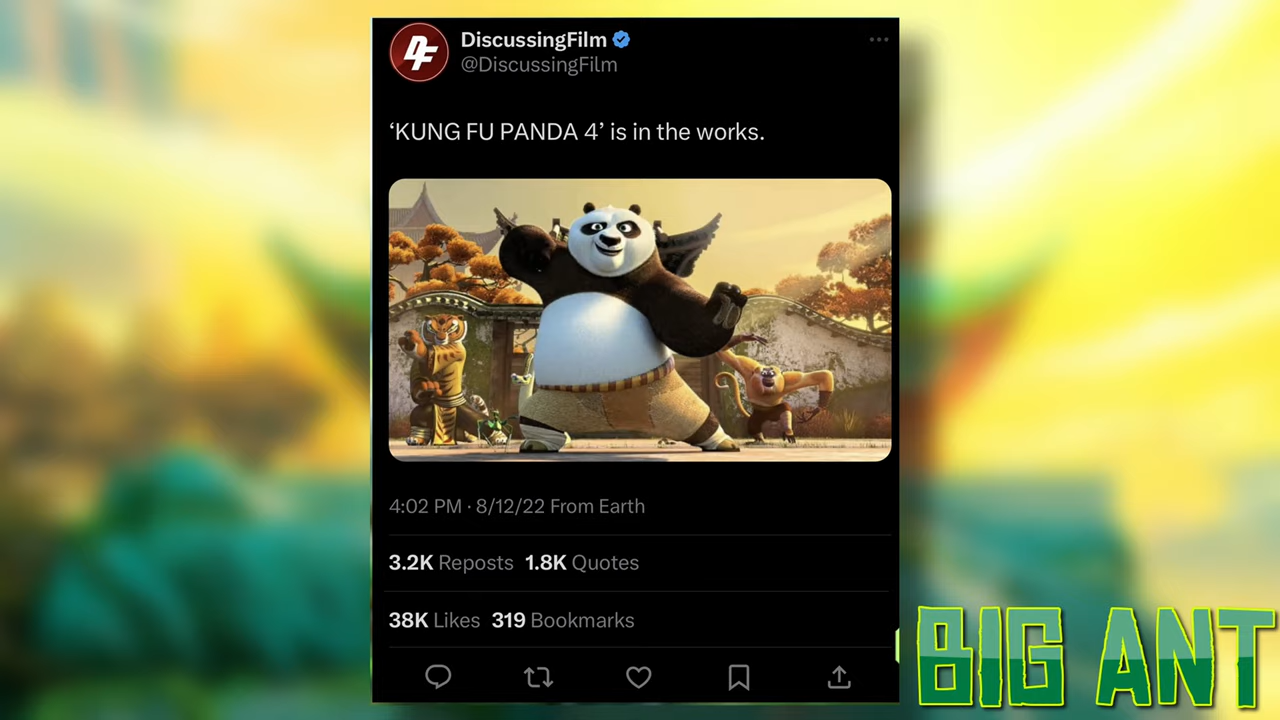 DF
DiscussingFilm
@DiscussingFilm
‘KUNG FU PANDA 4’ is in the works.
4:02 PM · 8/12/22 From Earth
3.2K Reposts 1.8K Quotes
38K Likes 319 Bookmarks
BIG ANT